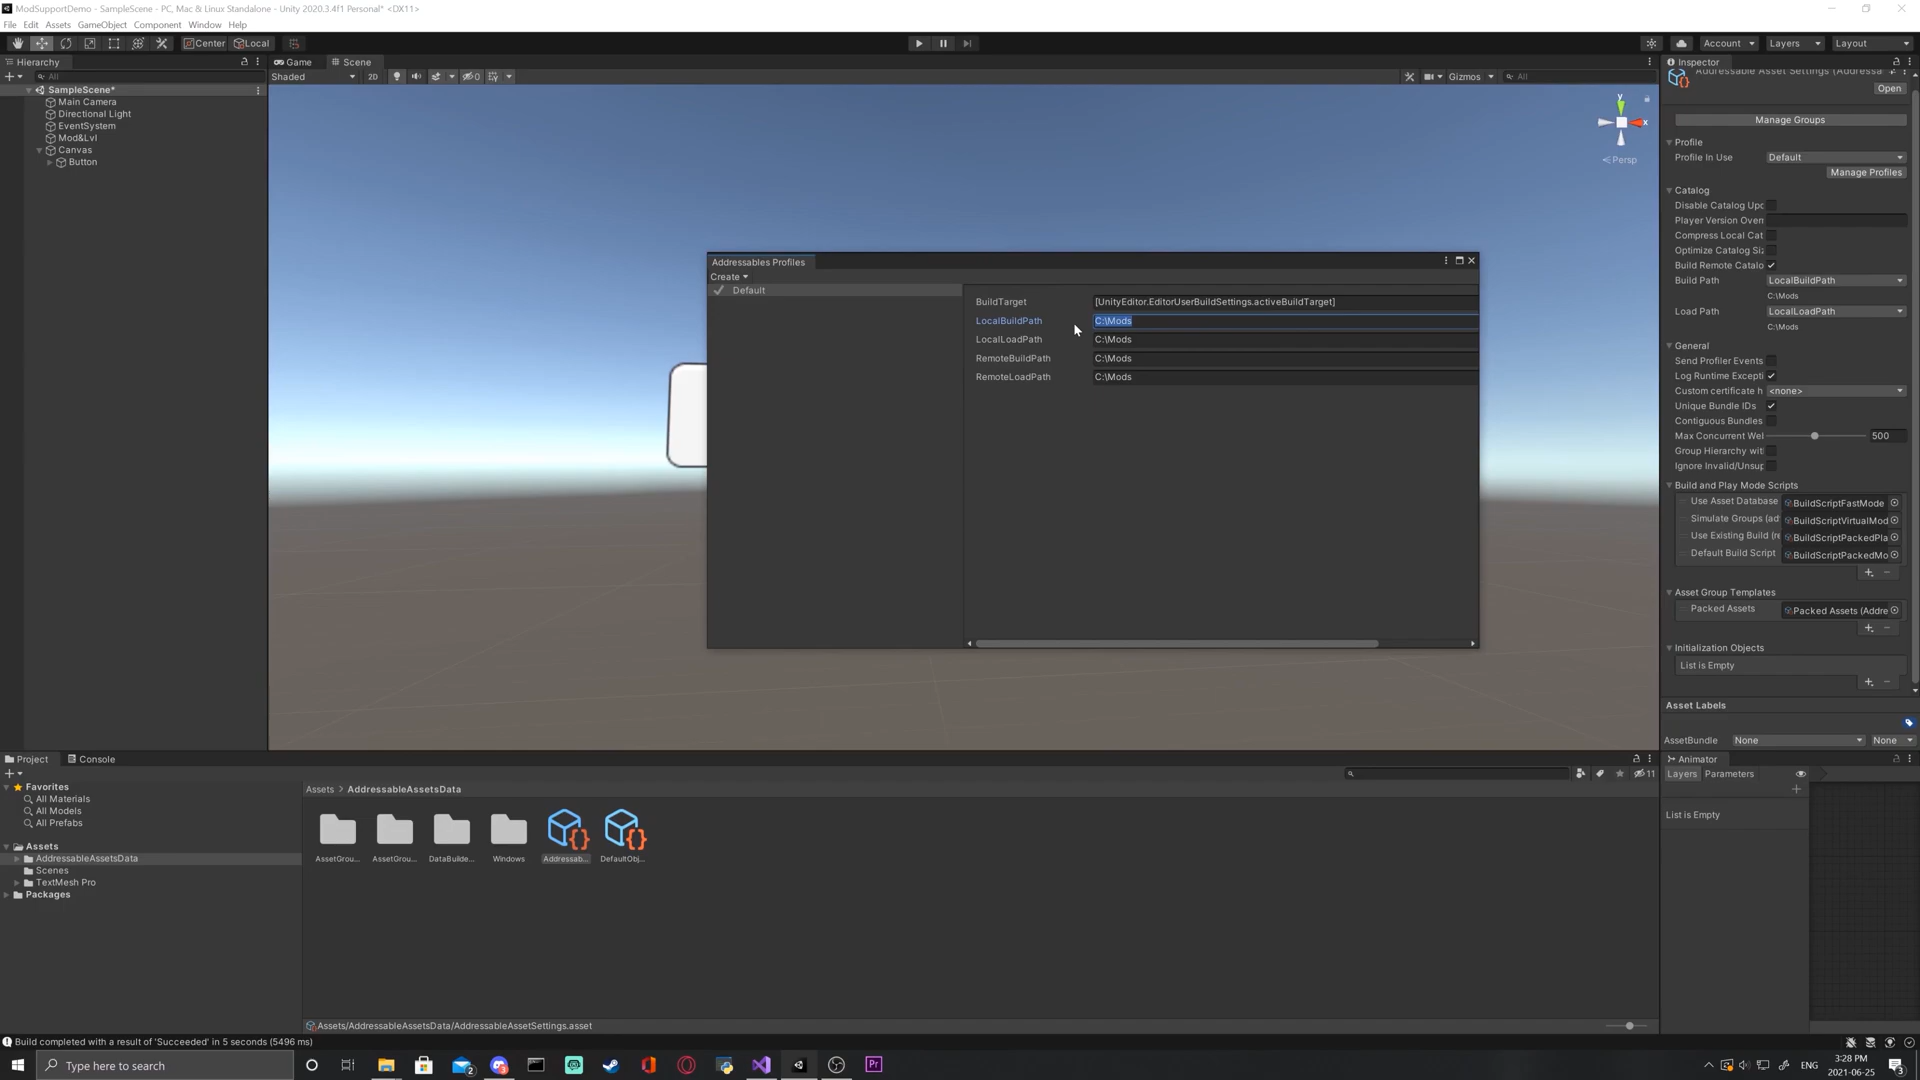 ModSupportDemo - SampleScene - PC, Mac & Linux Standalone - Unity 2020.3.4f1 Personal* <DX11>
File Edit Assets GameObject Component Window Help
Center Local
Account Layers Layout
Hierarchy
All
SampleScene*
Main Camera
Directional Light
EventSystem
Mod&Lvl
Canvas
Button
Game Scene
Shaded 2D 0 Gizmos All
y
x
Persp
Addressables Profiles
Create
Default
BuildTarget [UnityEditor.EditorUserBuildSettings.activeBuildTarget]
LocalBuildPath C:\Mods
LocalLoadPath C:\Mods
RemoteBuildPath C:\Mods
RemoteLoadPath C:\Mods
Inspector
Addressable Asset Settings (Addressa
Open
Manage Groups
Profile
Profile In Use Default
Manage Profiles
Catalog
Disable Catalog Upc
Player Version Over
Compress Local Cat
Optimize Catalog Siz
Build Remote Catalo
Build Path LocalBuildPath
C:\Mods
Load Path LocalLoadPath
C:\Mods
General
Send Profiler Events
Log Runtime Excepti
Custom certificate h <none>
Unique Bundle IDs
Contiguous Bundles
Max Concurrent Wel 500
Group Hierarchy wit
Ignore Invalid/Unsup
Build and Play Mode Scripts
Use Asset Database BuildScriptFastMode
Simulate Groups (ad BuildScriptVirtualMod
Use Existing Build (re BuildScriptPackedPla
Default Build Script BuildScriptPackedMo
Asset Group Templates
Packed Assets Packed Assets (Addre
Initialization Objects
List is Empty
Asset Labels
AssetBundle None None
Project Console
11
Favorites
All Materials
All Models
All Prefabs
Assets
AddressableAssetsData
Scenes
TextMesh Pro
Packages
Assets > AddressableAssetsData
AssetGrou... AssetGrou... DataBuilde... Windows Addressab... DefaultObj...
Assets/AddressableAssetsData/AddressableAssetSettings.asset
Animator
Layers Parameters
List is Empty
Build completed with a result of 'Succeeded' in 5 seconds (5496 ms)
Type here to search
2
Pr
ENG
3:28 PM
2021-06-25
3